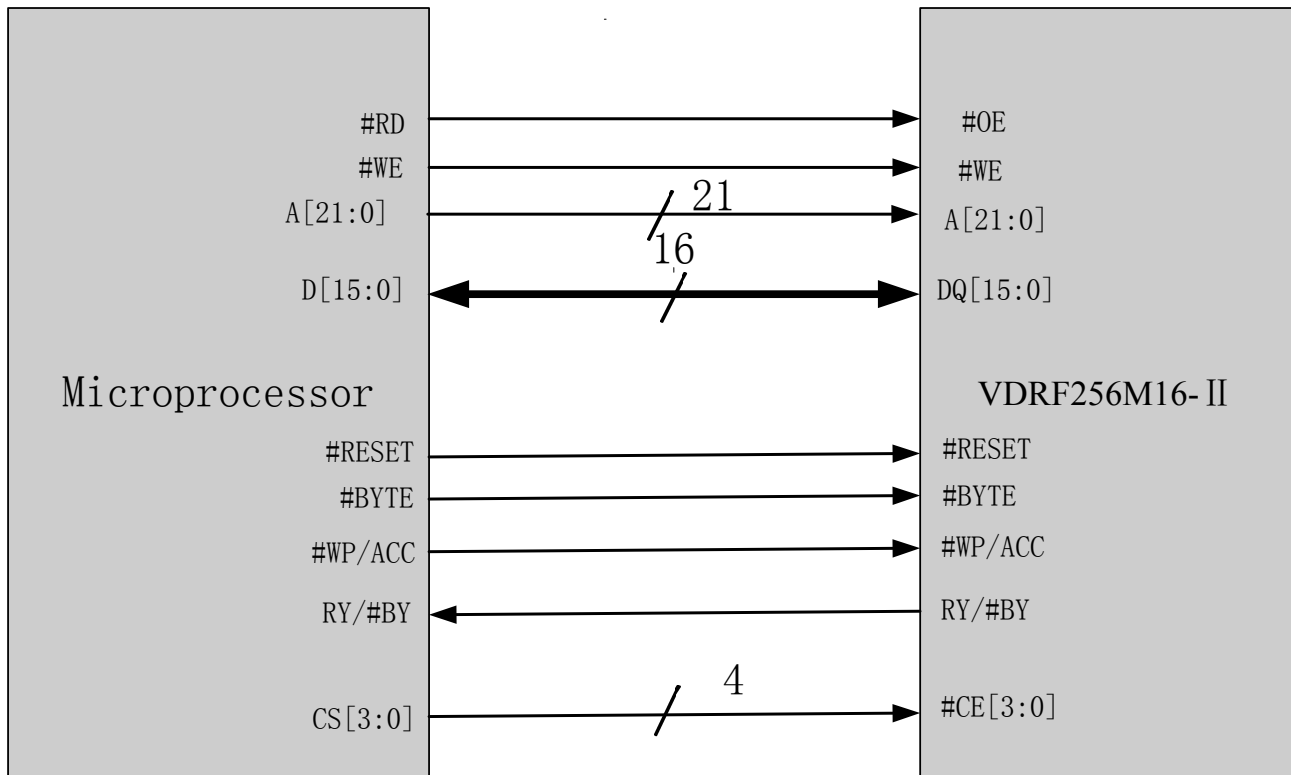 #RD #OE
#WE #WE
A[21:0] 21 A[21:0]
16
D[15:0] DQ[15:0]
Microprocessor VDRF256M16-Ⅱ
#RESET #RESET
#BYTE #BYTE
#WP/ACC #WP/ACC
RY/#BY RY/#BY
CS[3:0] 4 #CE[3:0]